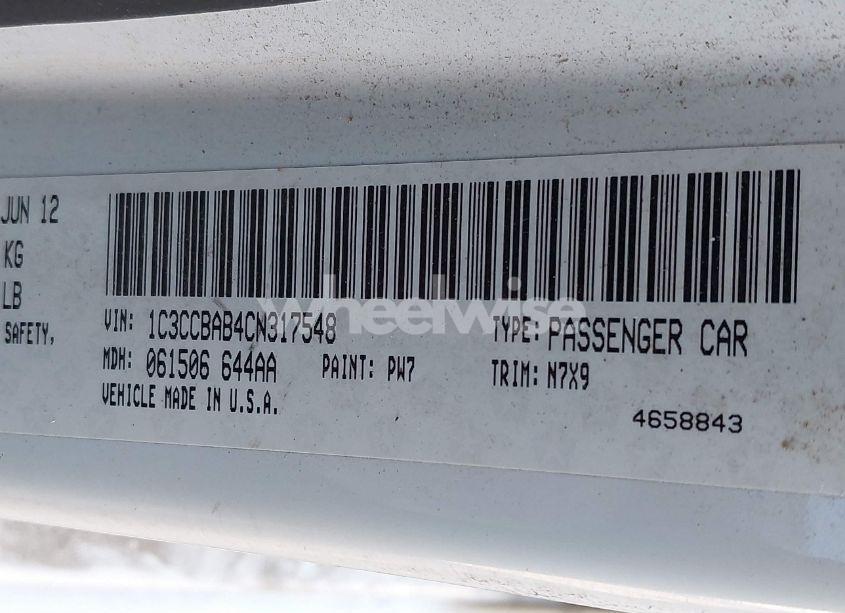 JUN 12
KG
LB
SAFETY,
wheelwise
VIN: 1C3CCBAB4CN317548 TYPE: PASSENGER CAR
MDH: 061506 644AA PAINT: PW7 TRIM: N7X9
VEHICLE MADE IN U.S.A.
4658843